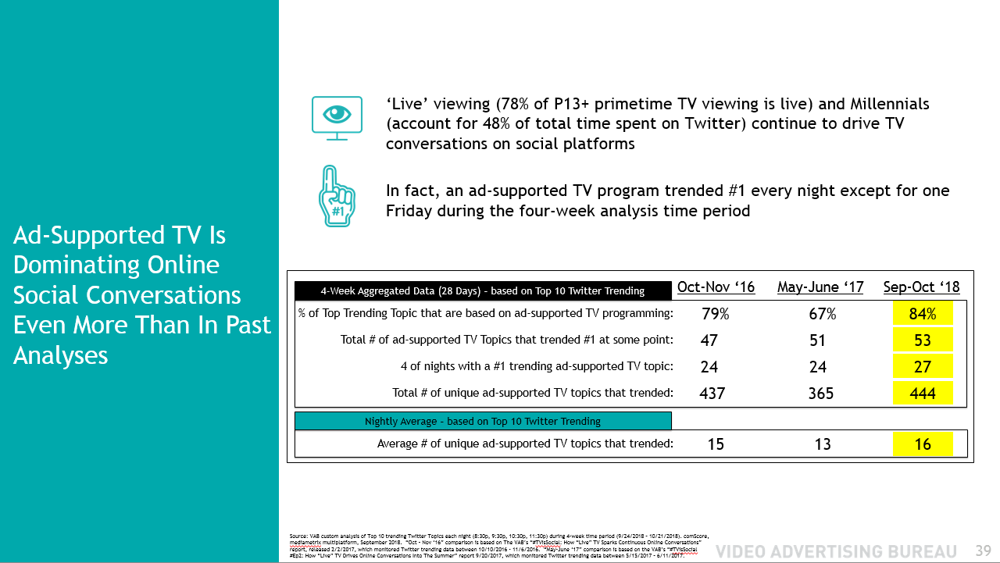 Ad-Supported TV Is
Dominating Online
Social Conversations
Even More Than In Past
Analyses
‘Live’ viewing (78% of P13+ primetime TV viewing is live) and Millennials
(account for 48% of total time spent on Twitter) continue to drive TV
conversations on social platforms
#1
In fact, an ad-supported TV program trended #1 every night except for one
Friday during the four-week analysis time period
4-Week Aggregated Data (28 Days) – based on Top 10 Twitter Trending Oct-Nov ‘16 May-June ‘17 Sep-Oct ‘18
% of Top Trending Topic that are based on ad-supported TV programming: 79% 67% 84%
Total # of ad-supported TV Topics that trended #1 at some point: 47 51 53
4 of nights with a #1 trending ad-supported TV topic: 24 24 27
Total # of unique ad-supported TV topics that trended: 437 365 444
Nightly Average – based on Top 10 Twitter Trending
Average # of unique ad-supported TV topics that trended: 15 13 16
Source: VAB custom analysis of Top 10 trending Twitter Topics each night (8:30p, 9:30p, 10:30p, 11:30p) during 4-week time period (9/24/2018 – 10/21/2018). comScore,
mediametrix multiplatform, September 2018. “Oct – Nov ‘16” comparison is based on The VAB’s “#TVisSocial: How “Live” TV Sparks Continuous Online Conversations”
report, released 2/2/2017, which monitored Twitter trending data between 10/10/2016 – 11/6/2016. “May-June ‘17” comparison is based on the VAB’s “#TVisSocial
#Ep2: How “Live” TV Drives Online Conversations Into The Summer” report 9/20/2017, which monitored Twitter trending data between 5/15/2017 – 6/11/2017.
VIDEO ADVERTISING BUREAU 39